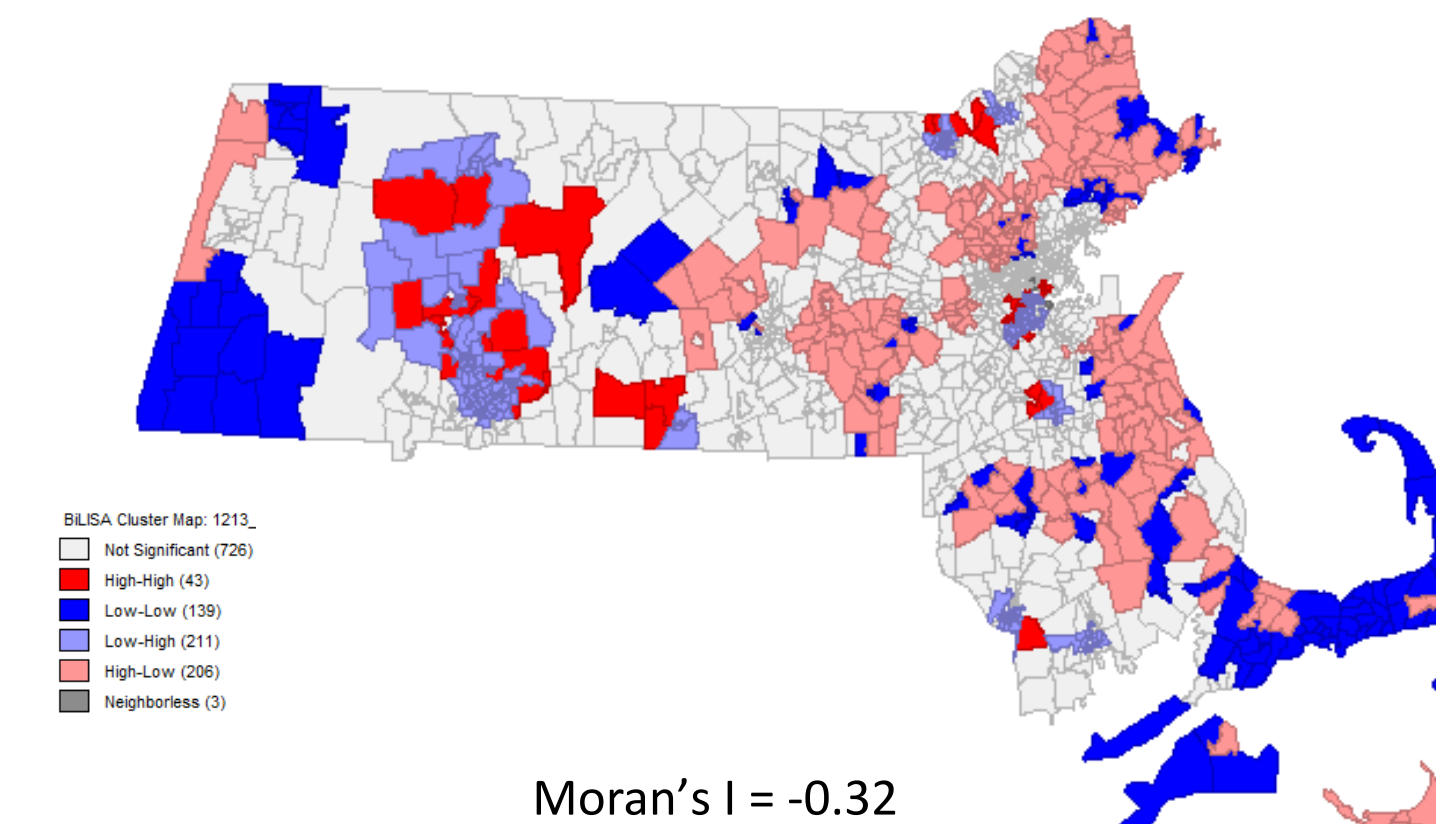 BiLISA Cluster Map: 1213_
Not Significant (726)
High-High (43)
Low-Low (139)
Low-High (211)
High-Low (206)
Neighborless (3)
Moran’s I = -0.32